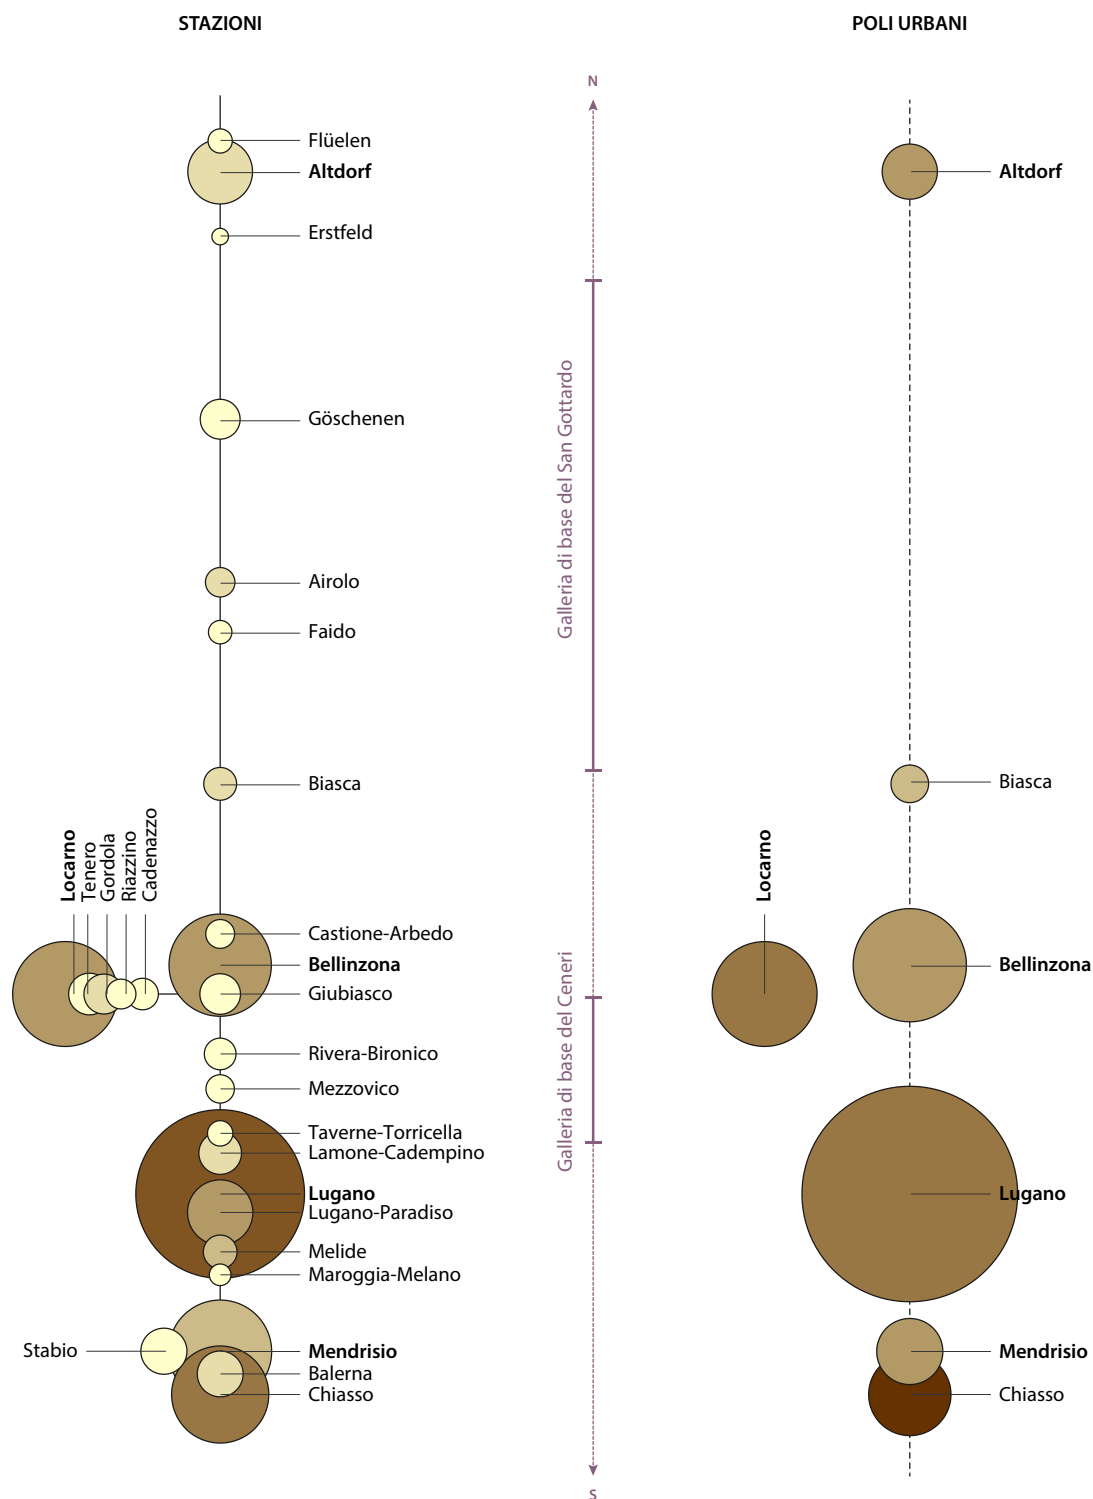 STAZIONI
POLI URBANI
N
Flüelen
Altdorf
Altdorf
Erstfeld
Galleria di base del San Gottardo
Göschenen
Airolo
Faido
Biasca
Biasca
Locarno
Tenero
Gordola
Riazzino
Cadenazzo
Locarno
Castione-Arbedo
Bellinzona
Bellinzona
Giubiasco
Galleria di base del Ceneri
Rivera-Bironico
Mezzovico
Taverne-Torricella
Lamone-Cadempino
Lugano
Lugano
Lugano-Paradiso
Melide
Maroggia-Melano
Stabio
Mendrisio
Mendrisio
Balerna
Chiasso
Chiasso
S